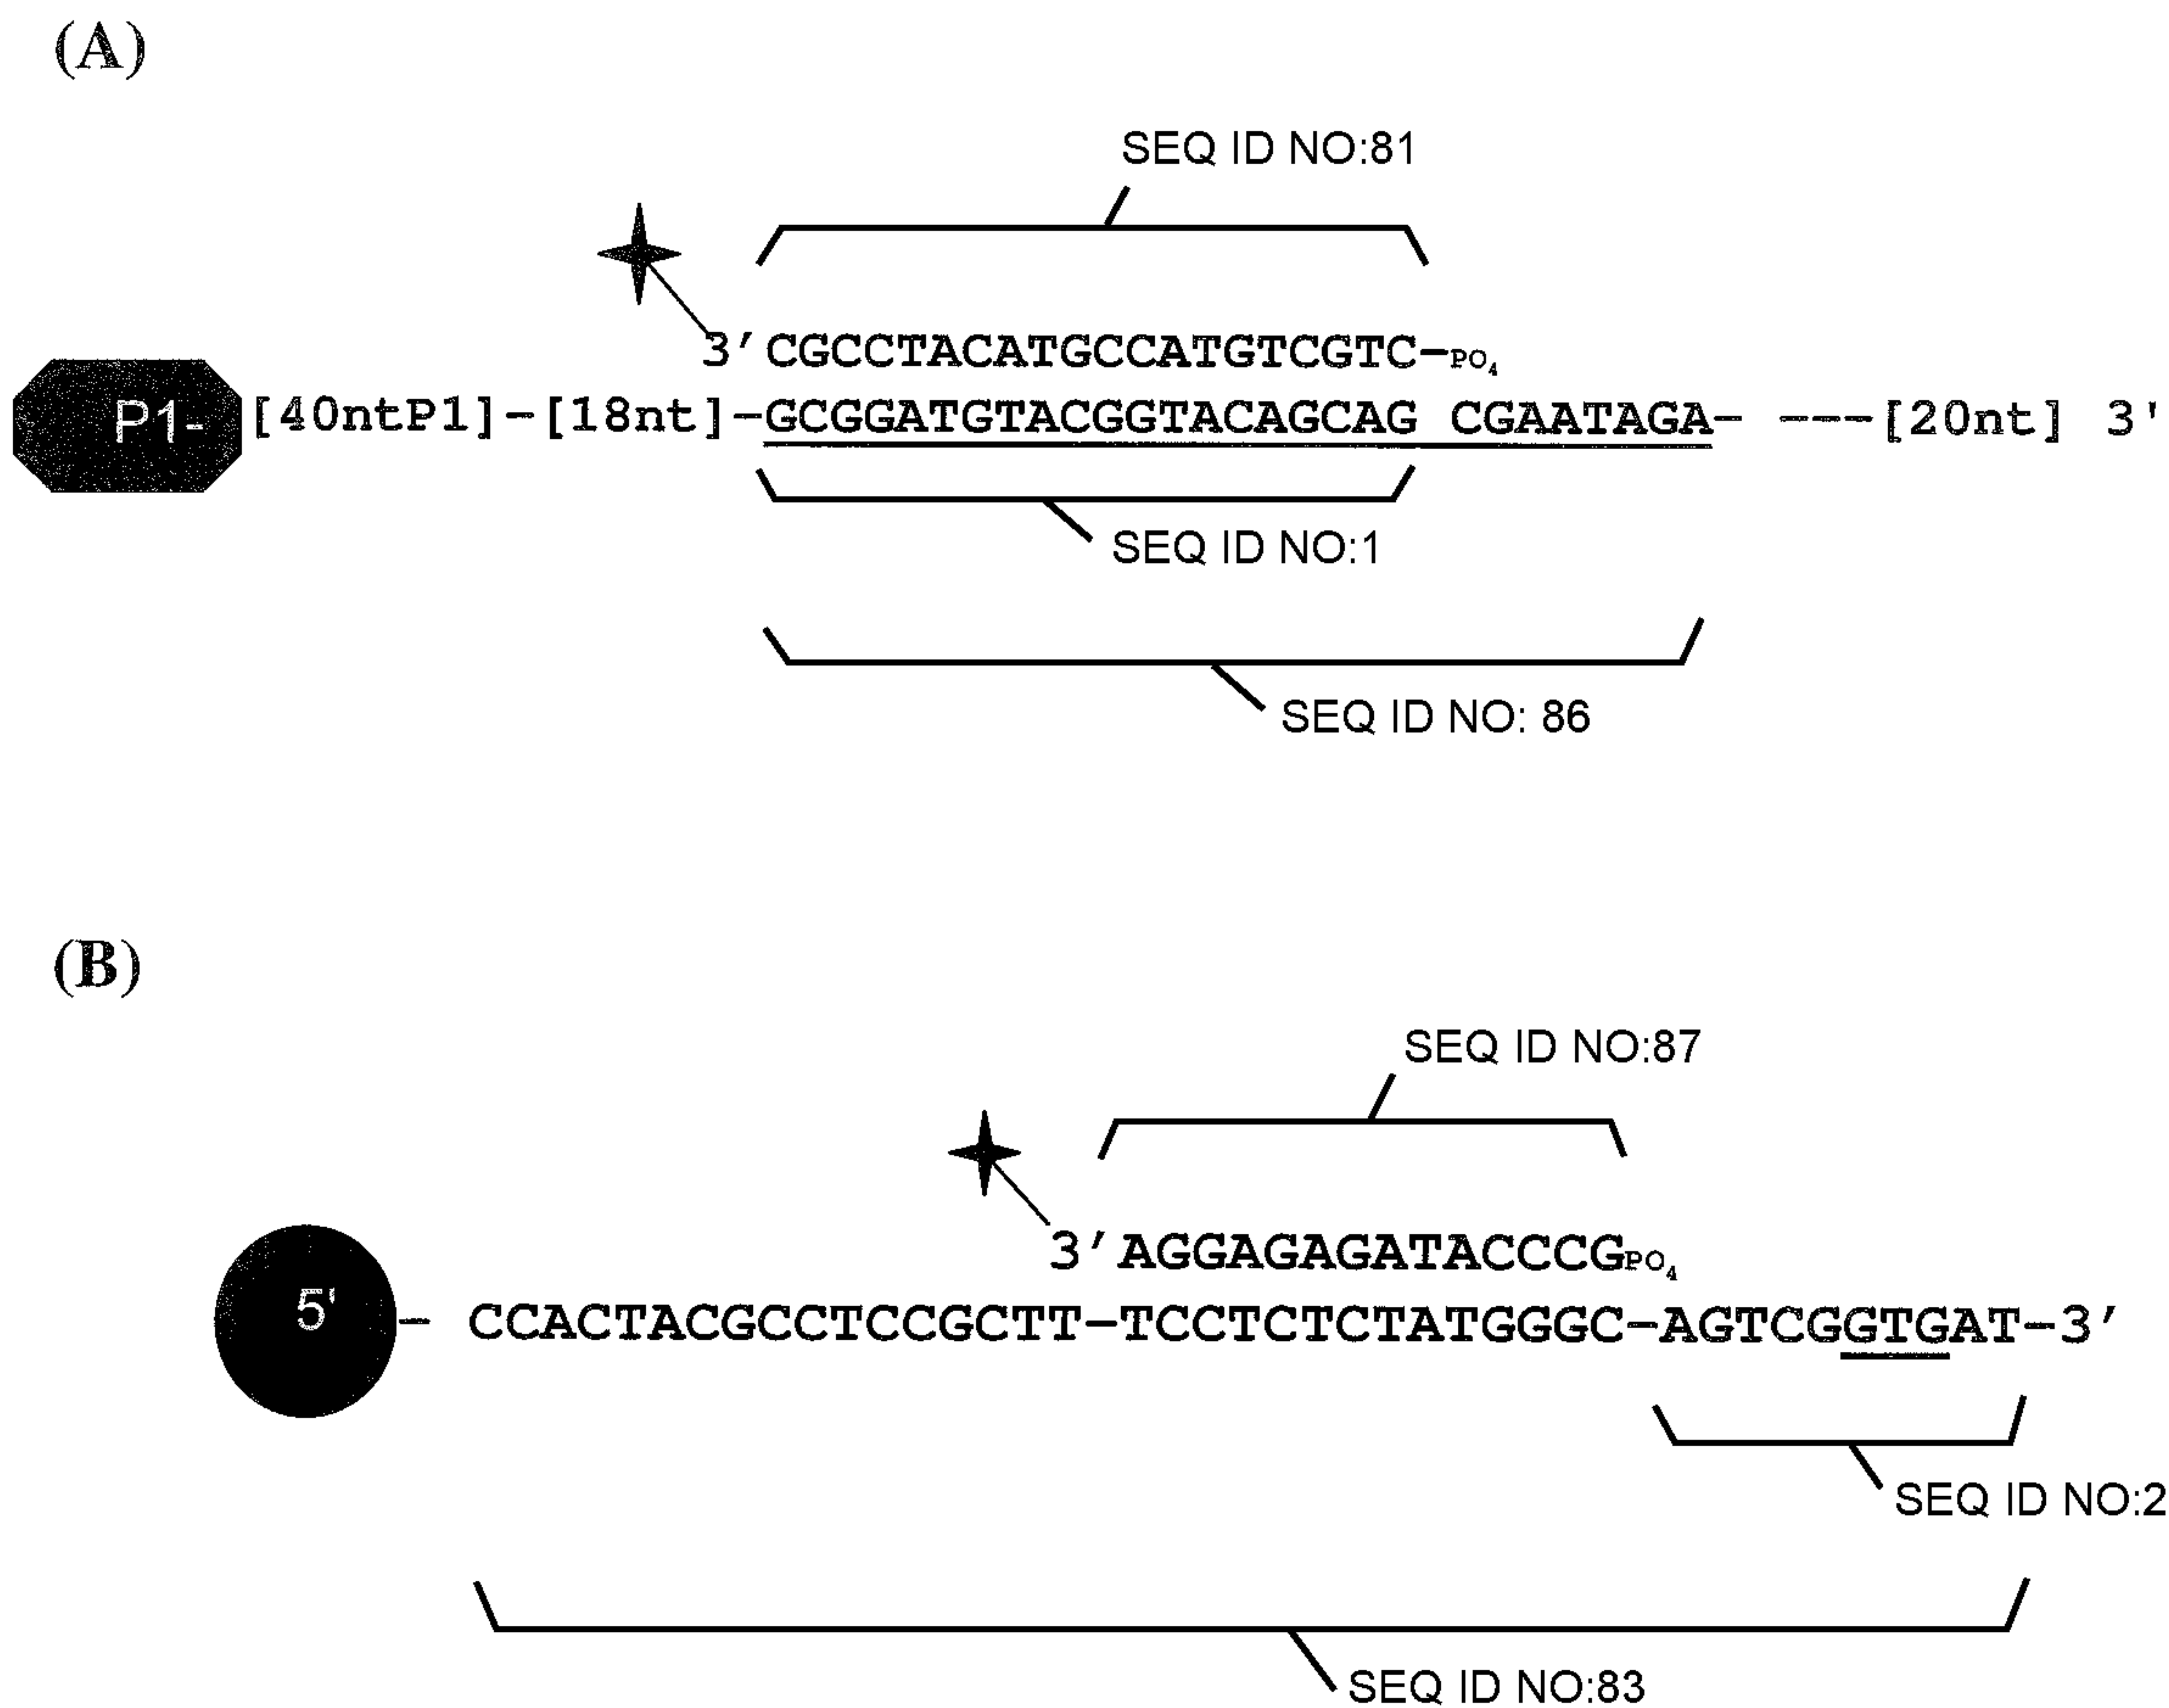 (A)
SEQ ID NO:81
3'CGCCTACATGCCATGTCGTC-PO4
P1-[40ntP1]-[18nt]-GCGGATGTACGGTACAGCAG CGAATAGA- ---[20nt] 3'
SEQ ID NO:1
SEQ ID NO: 86
(B)
SEQ ID NO:87
3'AGGAGAGATACCCGPO4
5'- CCACTACGCCTCCGCTT-TCCTCTCTATGGGC-AGTCGGTGAT-3'
SEQ ID NO:2
SEQ ID NO:83